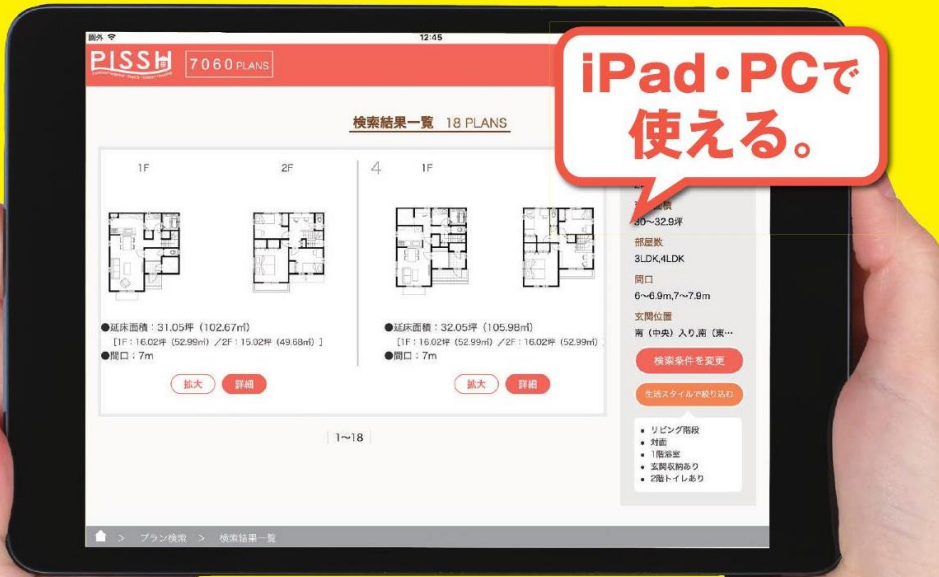 圏外
12:45
PISSH
7060 PLANS
iPad・PCで
使える。
検索結果一覧 18 PLANS
1F 2F
4 1F
●延床面積：31.05坪（102.67㎡）
［1F：16.02坪（52.99㎡）／2F：15.02坪（49.68㎡）］
●間口：7m
拡大 詳細
●延床面積：32.05坪（105.98㎡）
［1F：16.02坪（52.99㎡）／2F：16.02坪（52.99㎡）
●間口：7m
拡大 詳細
1〜18
面積
30〜32.9坪
部屋数
3LDK,4LDK
間口
6〜6.9m,7〜7.9m
玄関位置
南（中央）入り,南（東…
検索条件を変更
生活スタイルで絞り込む
• リビング階段
• 対面
• 1階浴室
• 玄関収納あり
• 2階トイレあり
> プラン検索 > 検索結果一覧